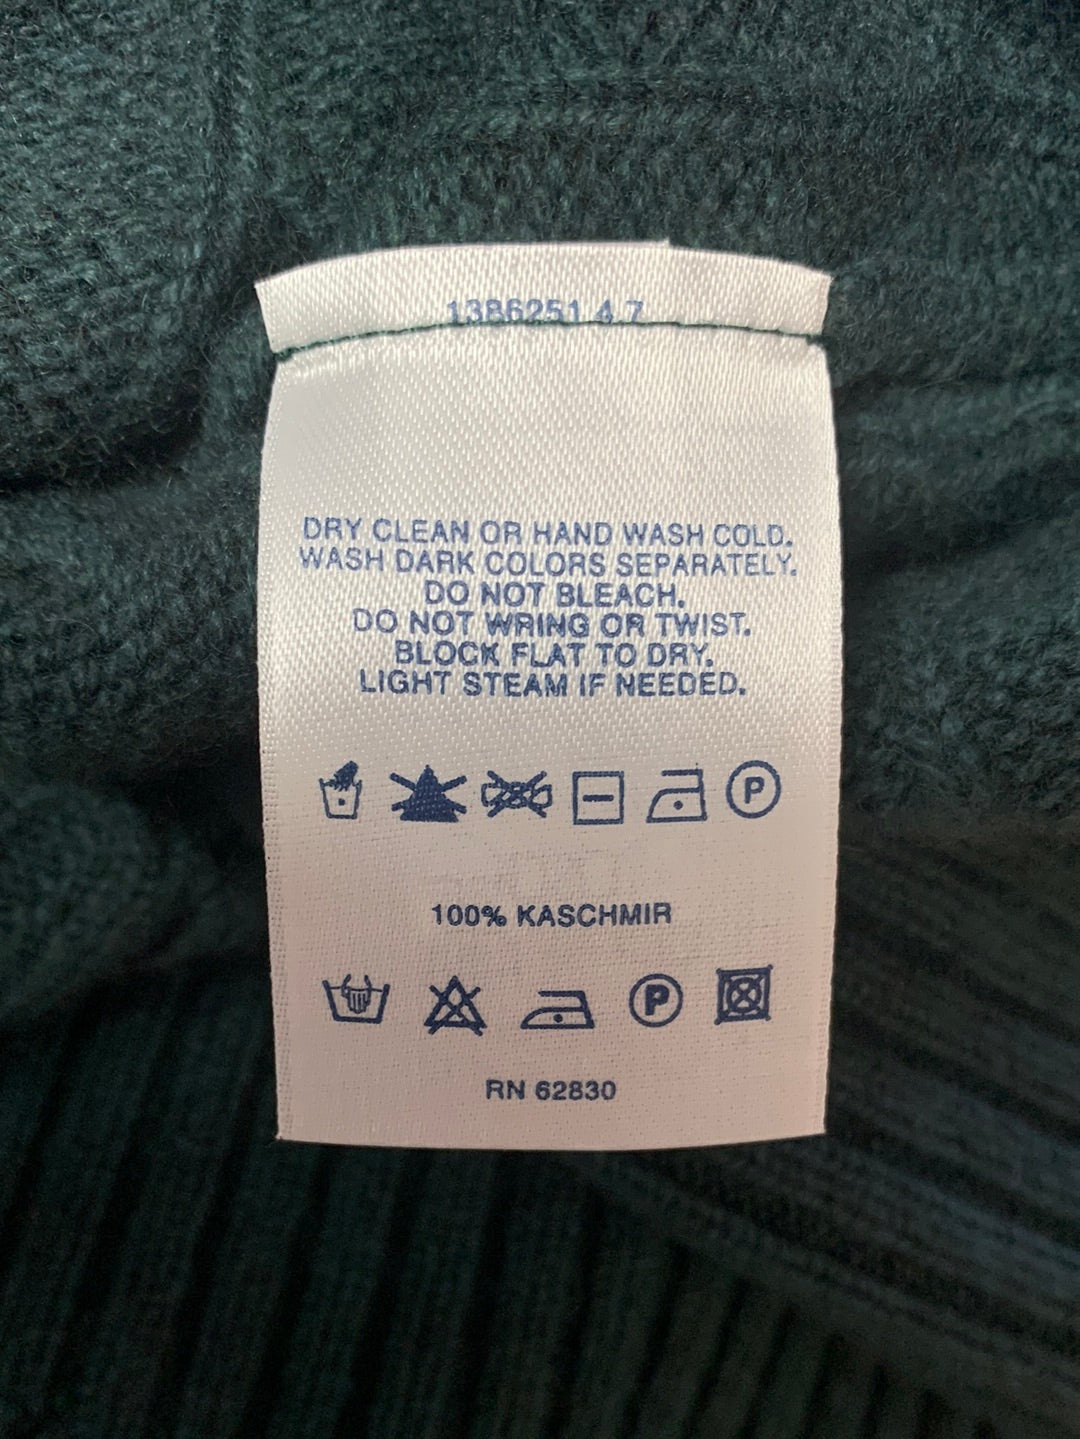 13B6251 4 7
DRY CLEAN OR HAND WASH COLD.
WASH DARK COLORS SEPARATELY.
DO NOT BLEACH.
DO NOT WRING OR TWIST.
BLOCK FLAT TO DRY.
LIGHT STEAM IF NEEDED.
P
100% KASCHMIR
P
RN 62830